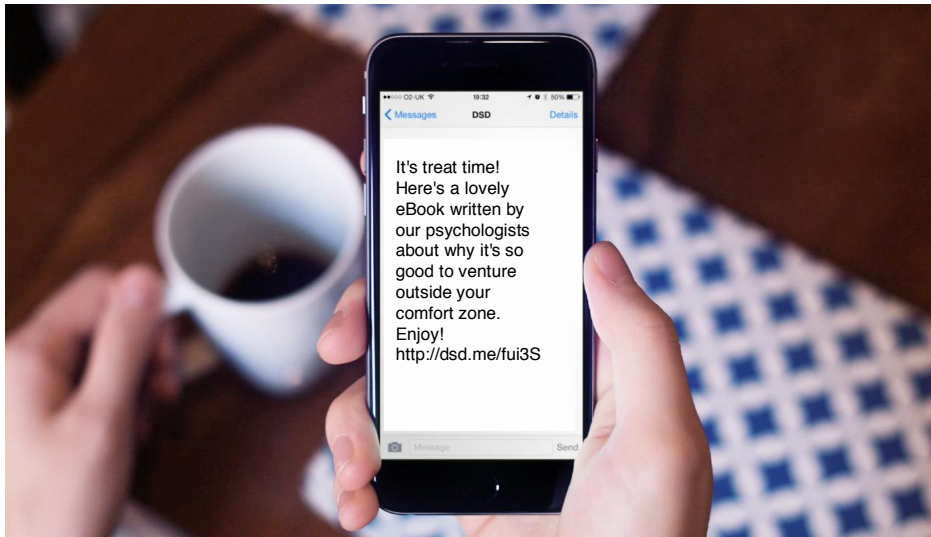 ●●○○○ O2-UK 19:32 50%
Messages DSD Details
It's treat time!
Here's a lovely
eBook written by
our psychologists
about why it's so
good to venture
outside your
comfort zone.
Enjoy!
http://dsd.me/fui3S
Message Send